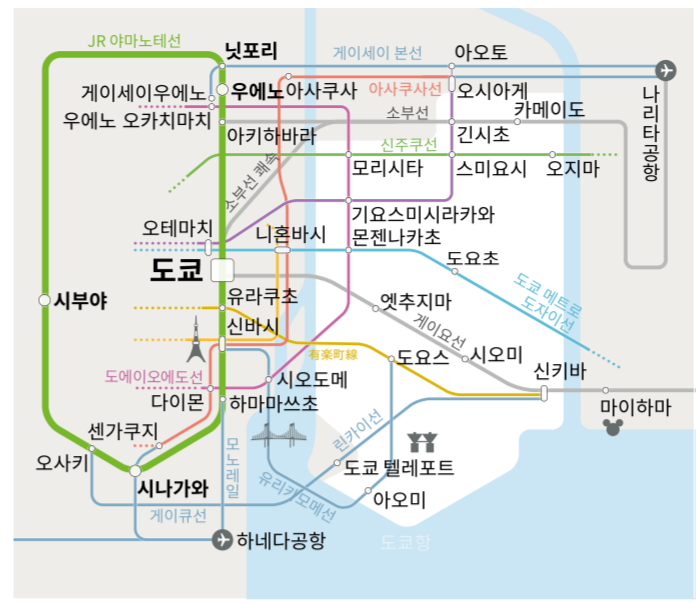 JR 야마노테선
닛포리
게이세이 본선
아오토
게이세이우에노
우에노
아사쿠사
아사쿠사선
오시아게
나리타공항
우에노 오카치마치
소부선
카메이도
아키하바라
긴시초
신주쿠선
소부선 쾌속
모리시타
스미요시
오지마
오테마치
니혼바시
기요스미시라카와
몬젠나카초
도쿄
도요초
도쿄 메트로
도자이선
시부야
유라쿠초
엣추지마
신바시
게이요선
有楽町線
도요스
시오미
신키바
도에이오에도선
시오도메
다이몬
하마마쓰초
마이하마
센가쿠지
모노레일
린카이선
오사키
도쿄 텔레포트
시나가와
유리카모메선
아오미
게이큐선
하네다공항
도쿄항